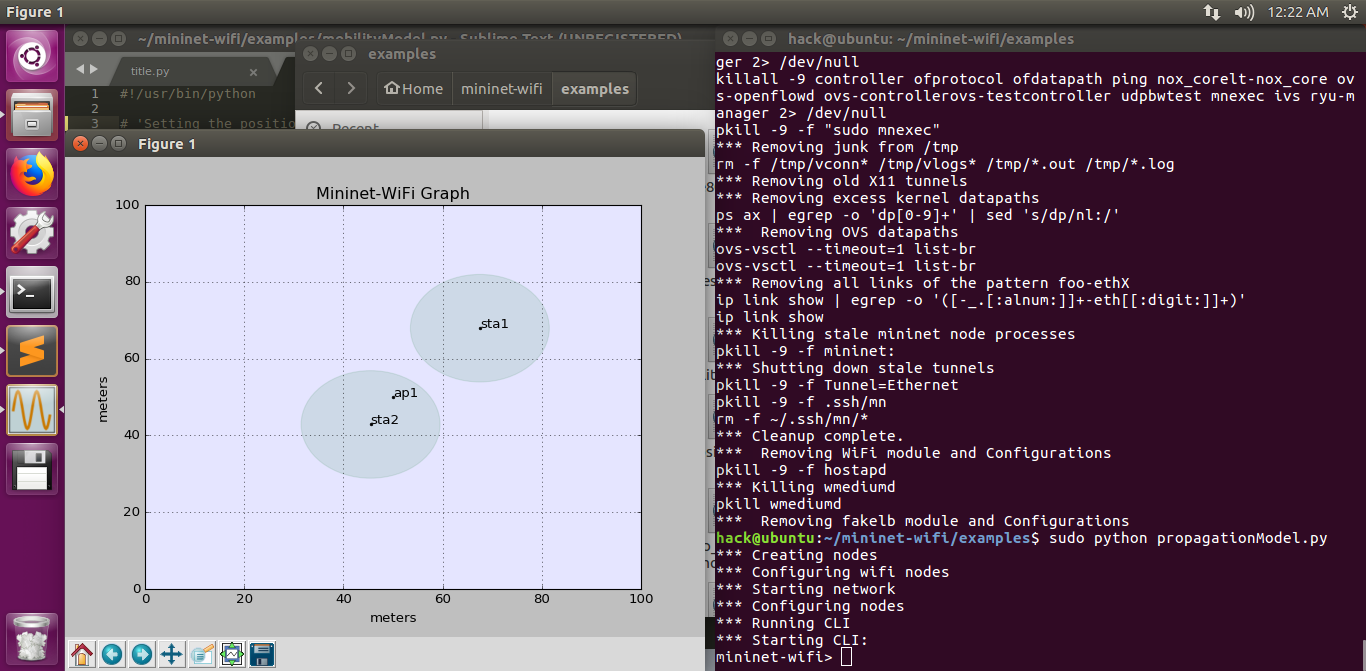 Figure 1
12:22 AM
~/mininet-wifi/examples/mobilityModel.py - Sublime Text (UNREGISTERED)
title.py
1 #!/usr/bin/python
2
3 # 'Setting the positio
examples
Home
mininet-wifi
examples
Recent
Figure 1
Mininet-WiFi Graph
100
80
60
40
20
0
meters
sta1
ap1
sta2
0 20 40 60 80 100
meters
hack@ubuntu: ~/mininet-wifi/examples
ger 2> /dev/null
killall -9 controller ofprotocol ofdatapath ping nox_corelt-nox_core ov
s-openflowd ovs-controllerovs-testcontroller udpbwtest mnexec ivs ryu-m
anager 2> /dev/null
pkill -9 -f "sudo mnexec"
*** Removing junk from /tmp
rm -f /tmp/vconn* /tmp/vlogs* /tmp/*.out /tmp/*.log
*** Removing old X11 tunnels
*** Removing excess kernel datapaths
ps ax | egrep -o 'dp[0-9]+' | sed 's/dp/nl:/'
***  Removing OVS datapaths
ovs-vsctl --timeout=1 list-br
ovs-vsctl --timeout=1 list-br
*** Removing all links of the pattern foo-ethX
ip link show | egrep -o '([-_.[:alnum:]]+-eth[[:digit:]]+)'
ip link show
*** Killing stale mininet node processes
pkill -9 -f mininet:
*** Shutting down stale tunnels
pkill -9 -f Tunnel=Ethernet
pkill -9 -f .ssh/mn
rm -f ~/.ssh/mn/*
*** Cleanup complete.
***  Removing WiFi module and Configurations
pkill -9 -f hostapd
*** Killing wmediumd
pkill wmediumd
***  Removing fakelb module and Configurations
hack@ubuntu:~/mininet-wifi/examples$ sudo python propagationModel.py
*** Creating nodes
*** Configuring wifi nodes
*** Starting network
*** Configuring nodes
*** Running CLI
*** Starting CLI:
mininet-wifi>